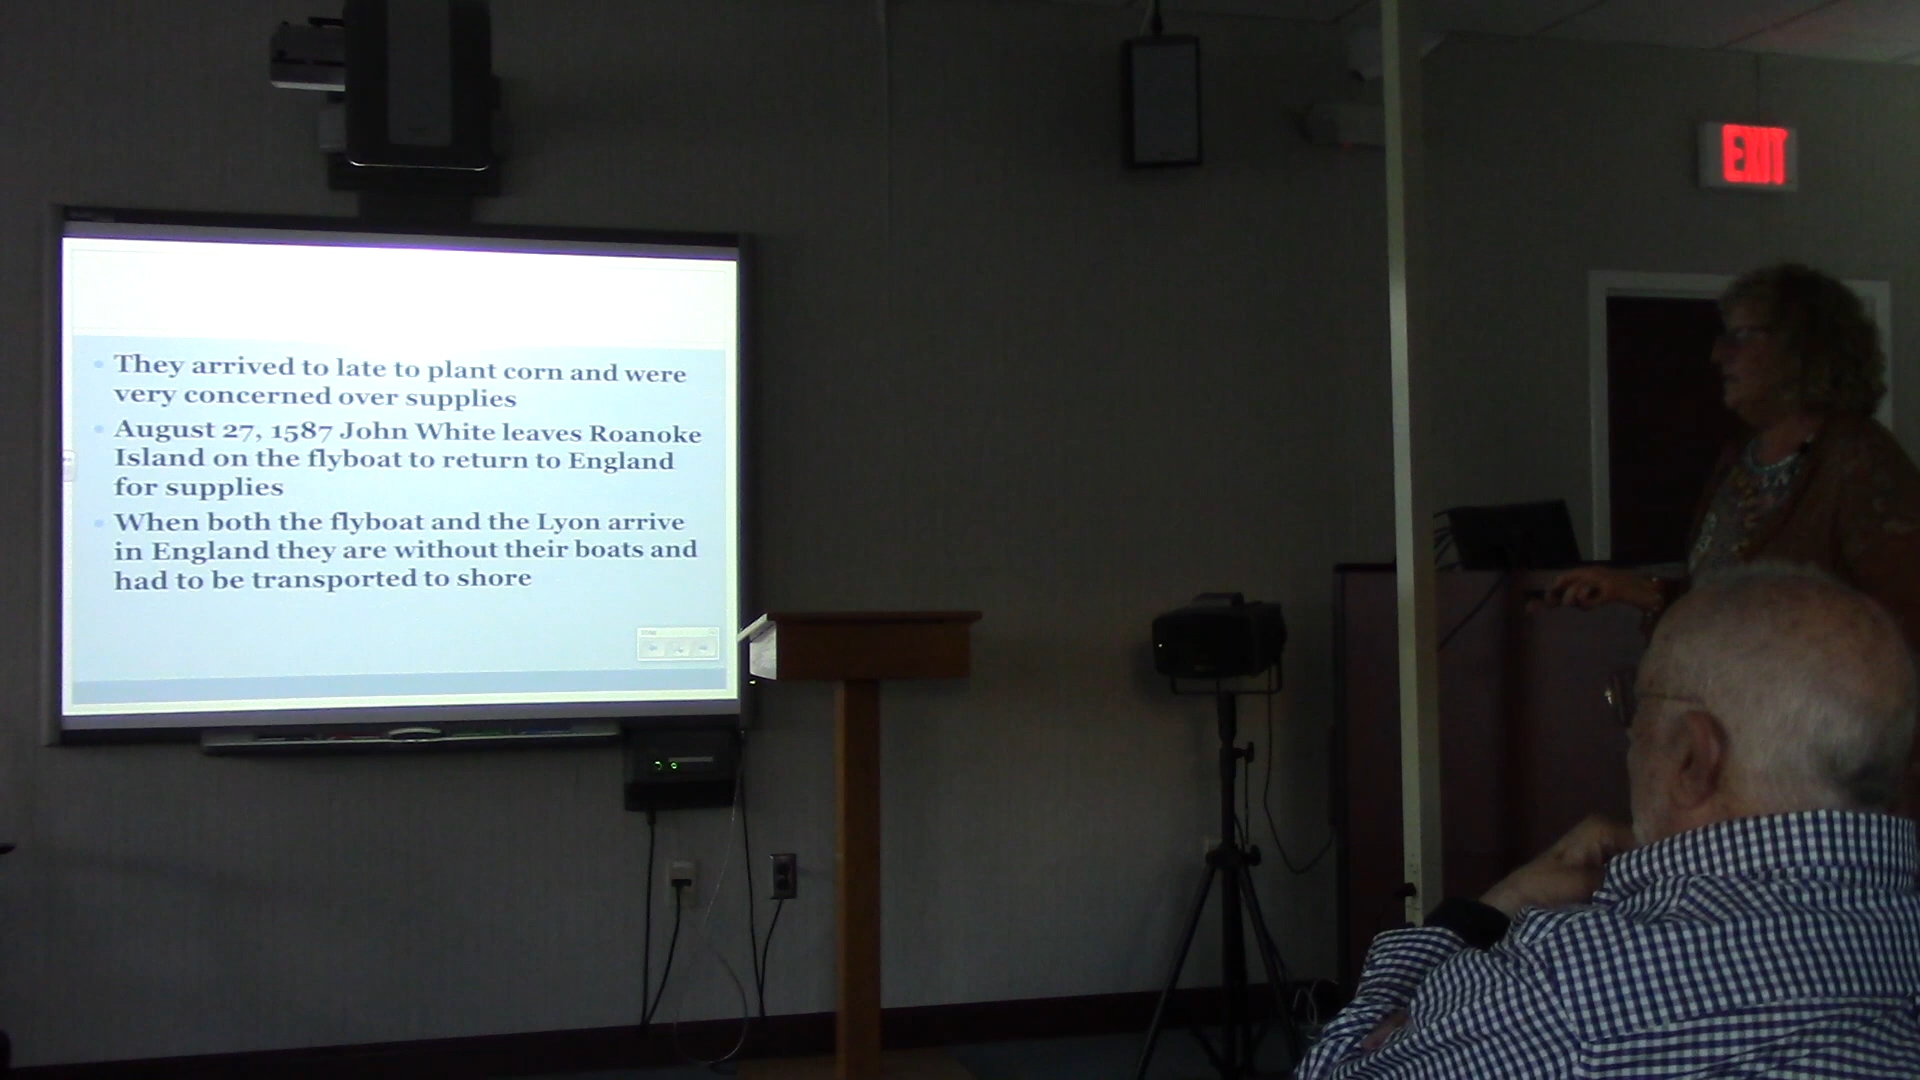 EXIT
They arrived to late to plant corn and were
very concerned over supplies
August 27, 1587 John White leaves Roanoke
Island on the flyboat to return to England
for supplies
When both the flyboat and the Lyon arrive
in England they are without their boats and
had to be transported to shore